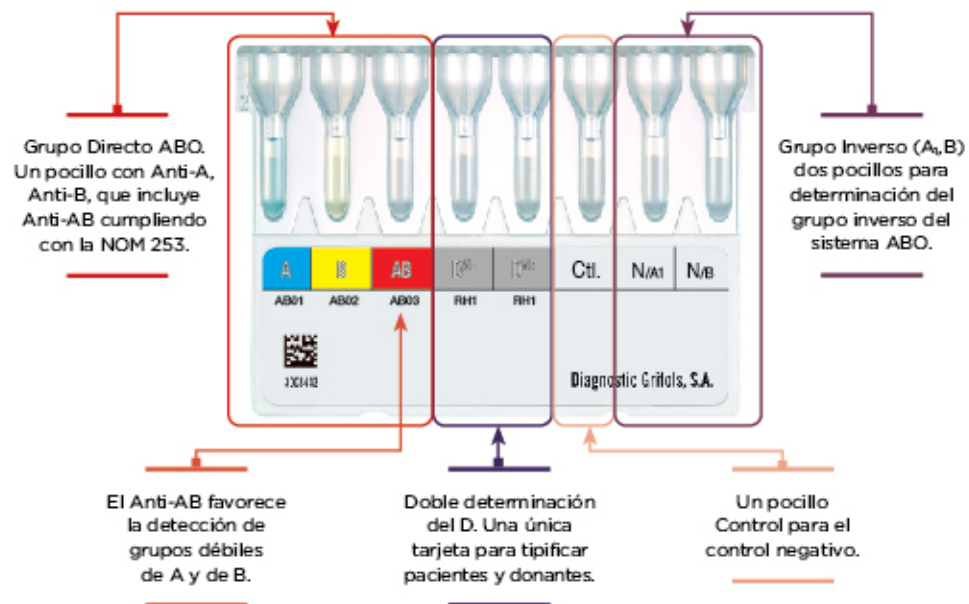 Grupo Directo ABO.
Un pocillo con Anti-A,
Anti-B, que incluye
Anti-AB cumpliendo
con la NOM 253.
Grupo Inverso (A₁,B)
dos pocillos para
determinación del
grupo inverso del
sistema ABO.
2
A B AB Ctl. N/A1 N/B
AB01 AB02 AB03 RH1 RH1
Diagnostic Grifols, S.A.
El Anti-AB favorece
la detección de
grupos débiles
de A y de B.
Doble determinación
del D. Una única
tarjeta para tipificar
pacientes y donantes.
Un pocillo
Control para el
control negativo.